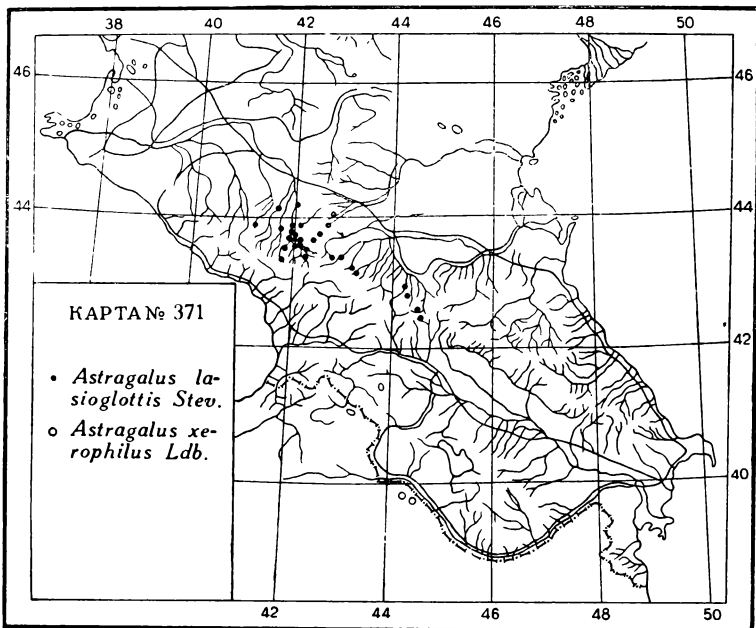 38 40 42 44 46 48 50
46 46
44 44
42
40
КАРТА № 371
• Astragalus la-
sioglottis Stev.
○ Astragalus xe-
rophilus Ldb.
42 44 46 48 50